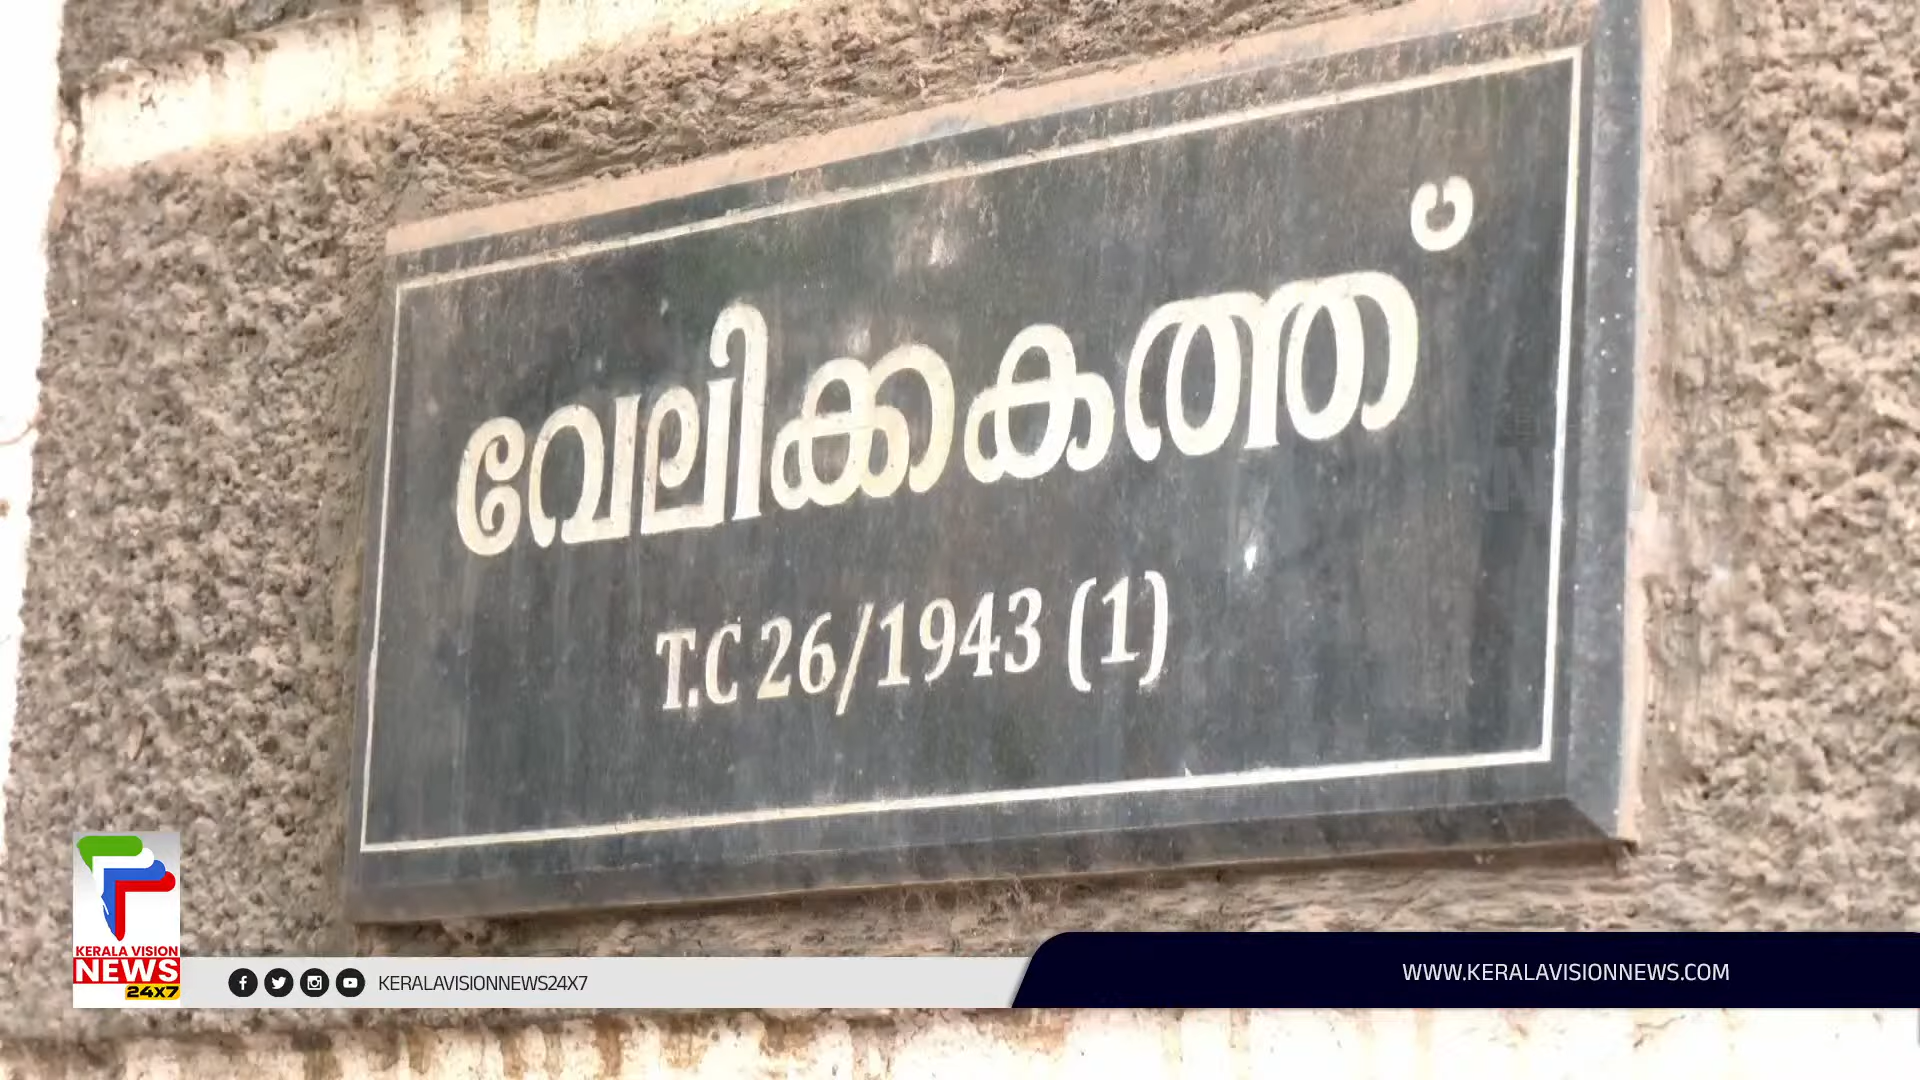 വേലിക്കകത്ത്
T.C 26/1943 (1)
KERALA VISION
NEWS
24X7
KERALAVISIONNEWS24X7
WWW.KERALAVISIONNEWS.COM